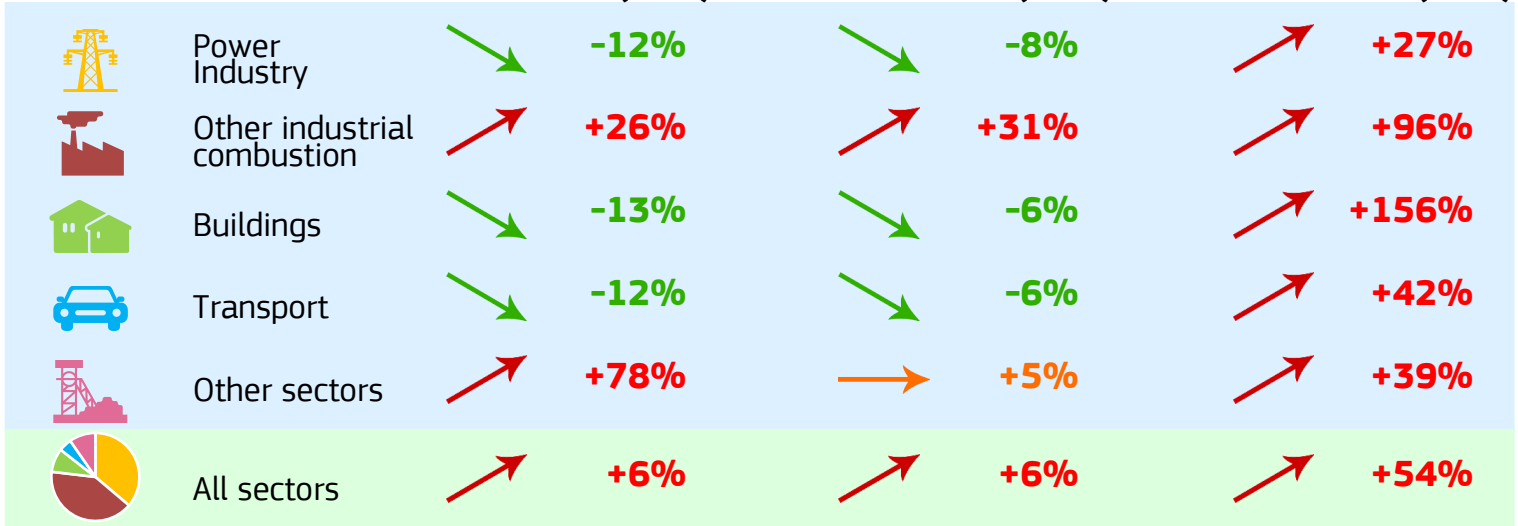 Power
Industry
-12%
-8%
+27%
Other industrial
combustion
+26%
+31%
+96%
Buildings
-13%
-6%
+156%
Transport
-12%
-6%
+42%
Other sectors
+78%
+5%
+39%
All sectors
+6%
+6%
+54%